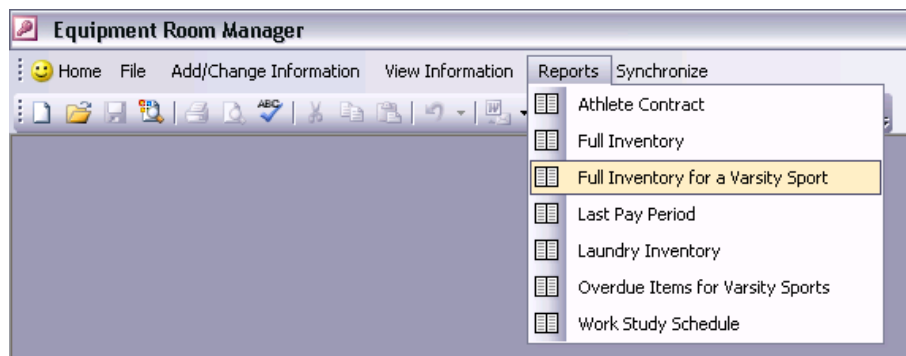 Equipment Room Manager
Home File Add/Change Information View Information Reports Synchronize
ABC W
Athlete Contract
Full Inventory
Full Inventory for a Varsity Sport
Last Pay Period
Laundry Inventory
Overdue Items for Varsity Sports
Work Study Schedule